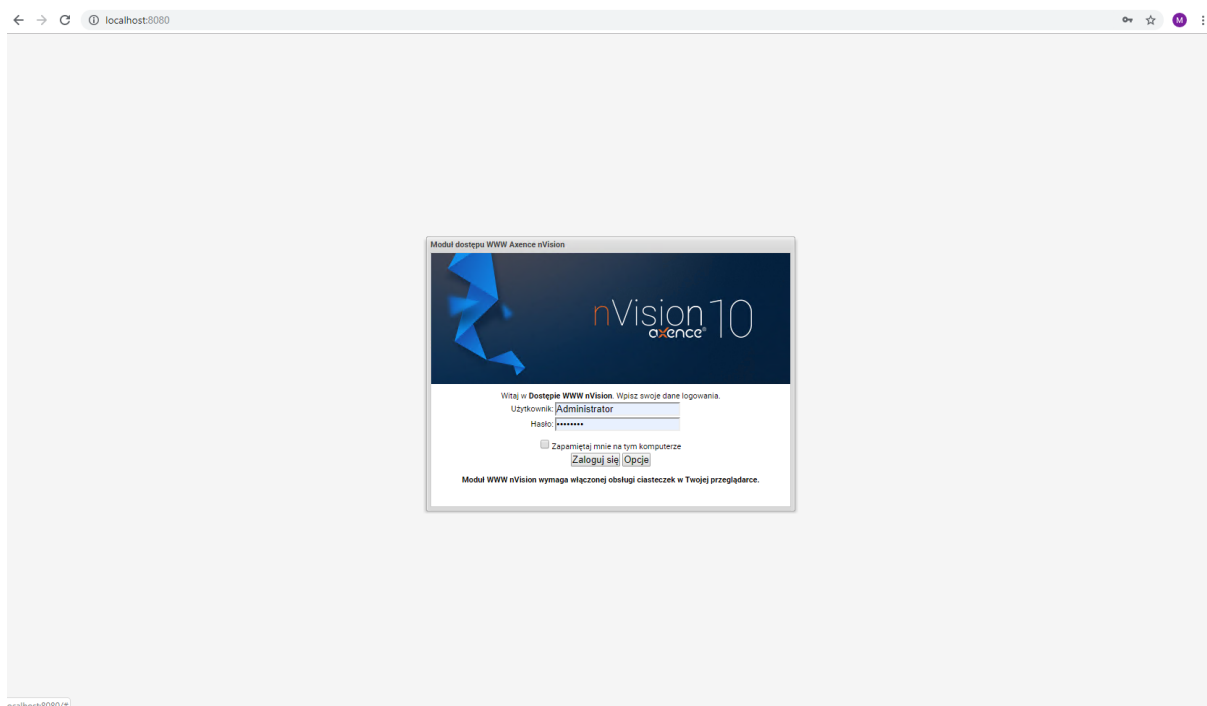 localhost:8080
M
Moduł dostępu WWW Axence nVision
nVision 10
axence®
Witaj w Dostępie WWW nVision. Wpisz swoje dane logowania.
Użytkownik: Administrator
Hasło: ••••••••
Zapamiętaj mnie na tym komputerze
Zaloguj się Opcje
Moduł WWW nVision wymaga włączonej obsługi ciasteczek w Twojej przeglądarce.